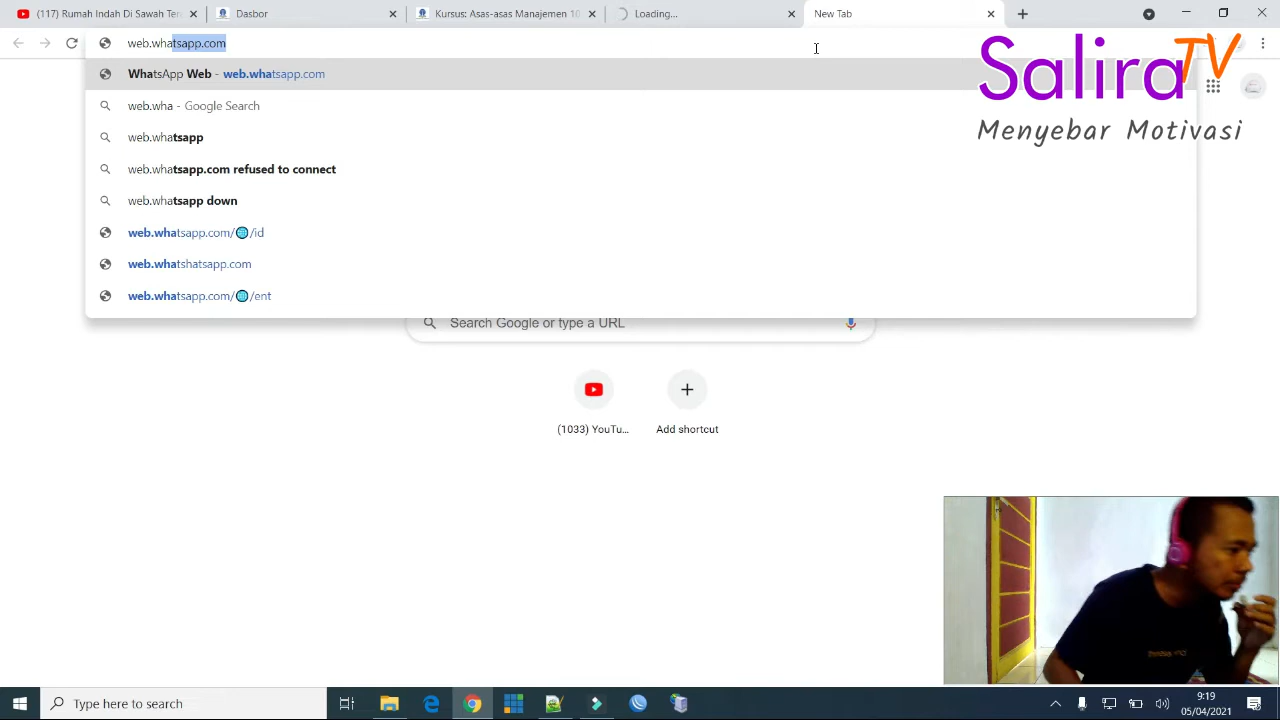 (117) Rumah Indah Di Sawah Ter
Dasbor
Kursus: Asas-asas Manajemen 10
Loading...
New Tab
web.whatsapp.com
WhatsApp Web - web.whatsapp.com
web.wha - Google Search
web.whatsapp
web.whatsapp.com refused to connect
web.whatsapp down
web.whatsapp.com/🌐/id
web.whatshatsapp.com
web.whatsapp.com/🌐/ent
Salira TV
Menyebar Motivasi
Search Google or type a URL
(1033) YouTu...
Add shortcut
Type here to search
9:19
05/04/2021